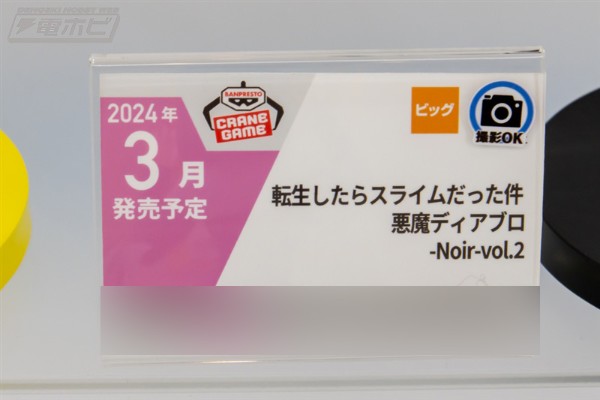 電ホビ
2024年
3月
発売予定
BANPRESTO
CRANE
GAME
ビッグ
撮影OK
転生したらスライムだった件
悪魔ディアブロ
-Noir-vol.2